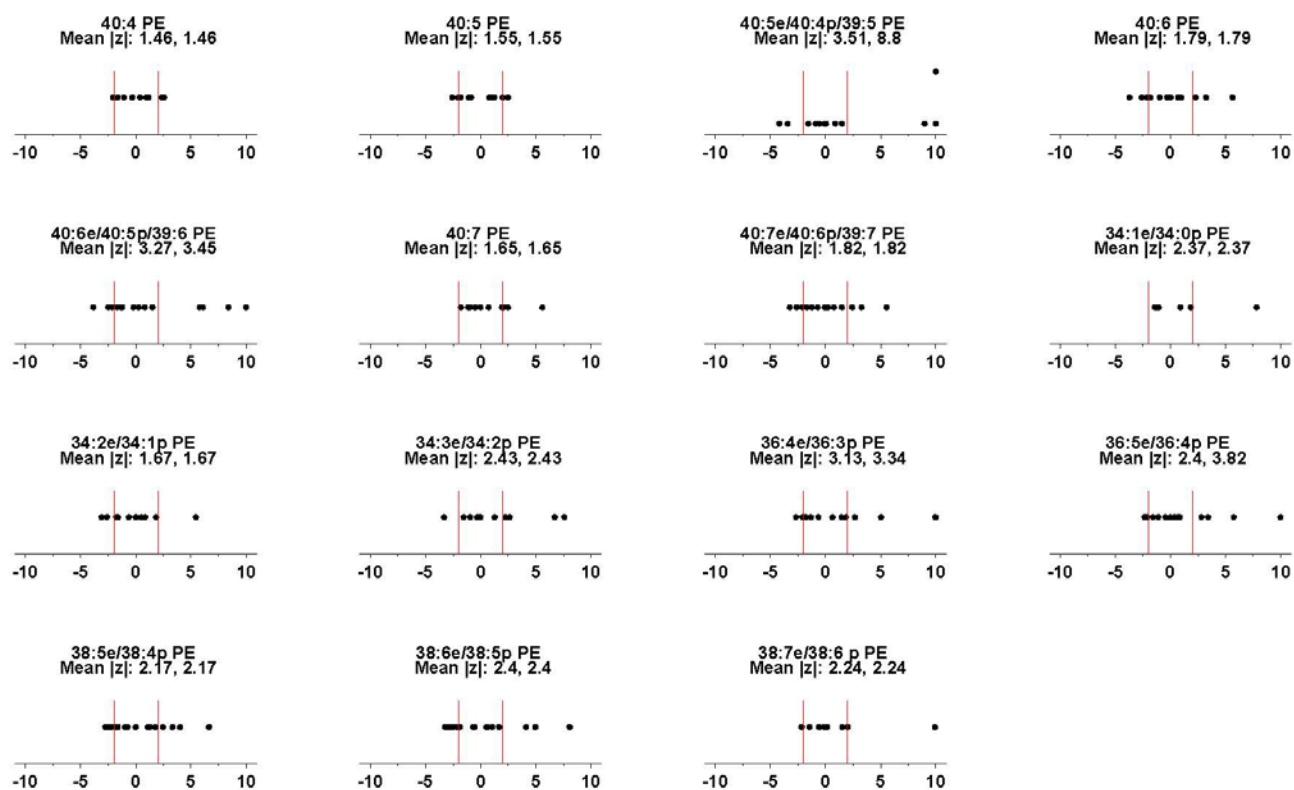 40:4 PE
Mean |z|: 1.46, 1.46
-10 -5 0 5 10
40:5 PE
Mean |z|: 1.55, 1.55
-10 -5 0 5 10
40:5e/40:4p/39:5 PE
Mean |z|: 3.51, 8.8
-10 -5 0 5 10
40:6 PE
Mean |z|: 1.79, 1.79
-10 -5 0 5 10
40:6e/40:5p/39:6 PE
Mean |z|: 3.27, 3.45
-10 -5 0 5 10
40:7 PE
Mean |z|: 1.65, 1.65
-10 -5 0 5 10
40:7e/40:6p/39:7 PE
Mean |z|: 1.82, 1.82
-10 -5 0 5 10
34:1e/34:0p PE
Mean |z|: 2.37, 2.37
-10 -5 0 5 10
34:2e/34:1p PE
Mean |z|: 1.67, 1.67
-10 -5 0 5 10
34:3e/34:2p PE
Mean |z|: 2.43, 2.43
-10 -5 0 5 10
36:4e/36:3p PE
Mean |z|: 3.13, 3.34
-10 -5 0 5 10
36:5e/36:4p PE
Mean |z|: 2.4, 3.82
-10 -5 0 5 10
38:5e/38:4p PE
Mean |z|: 2.17, 2.17
-10 -5 0 5 10
38:6e/38:5p PE
Mean |z|: 2.4, 2.4
-10 -5 0 5 10
38:7e/38:6 p PE
Mean |z|: 2.24, 2.24
-10 -5 0 5 10